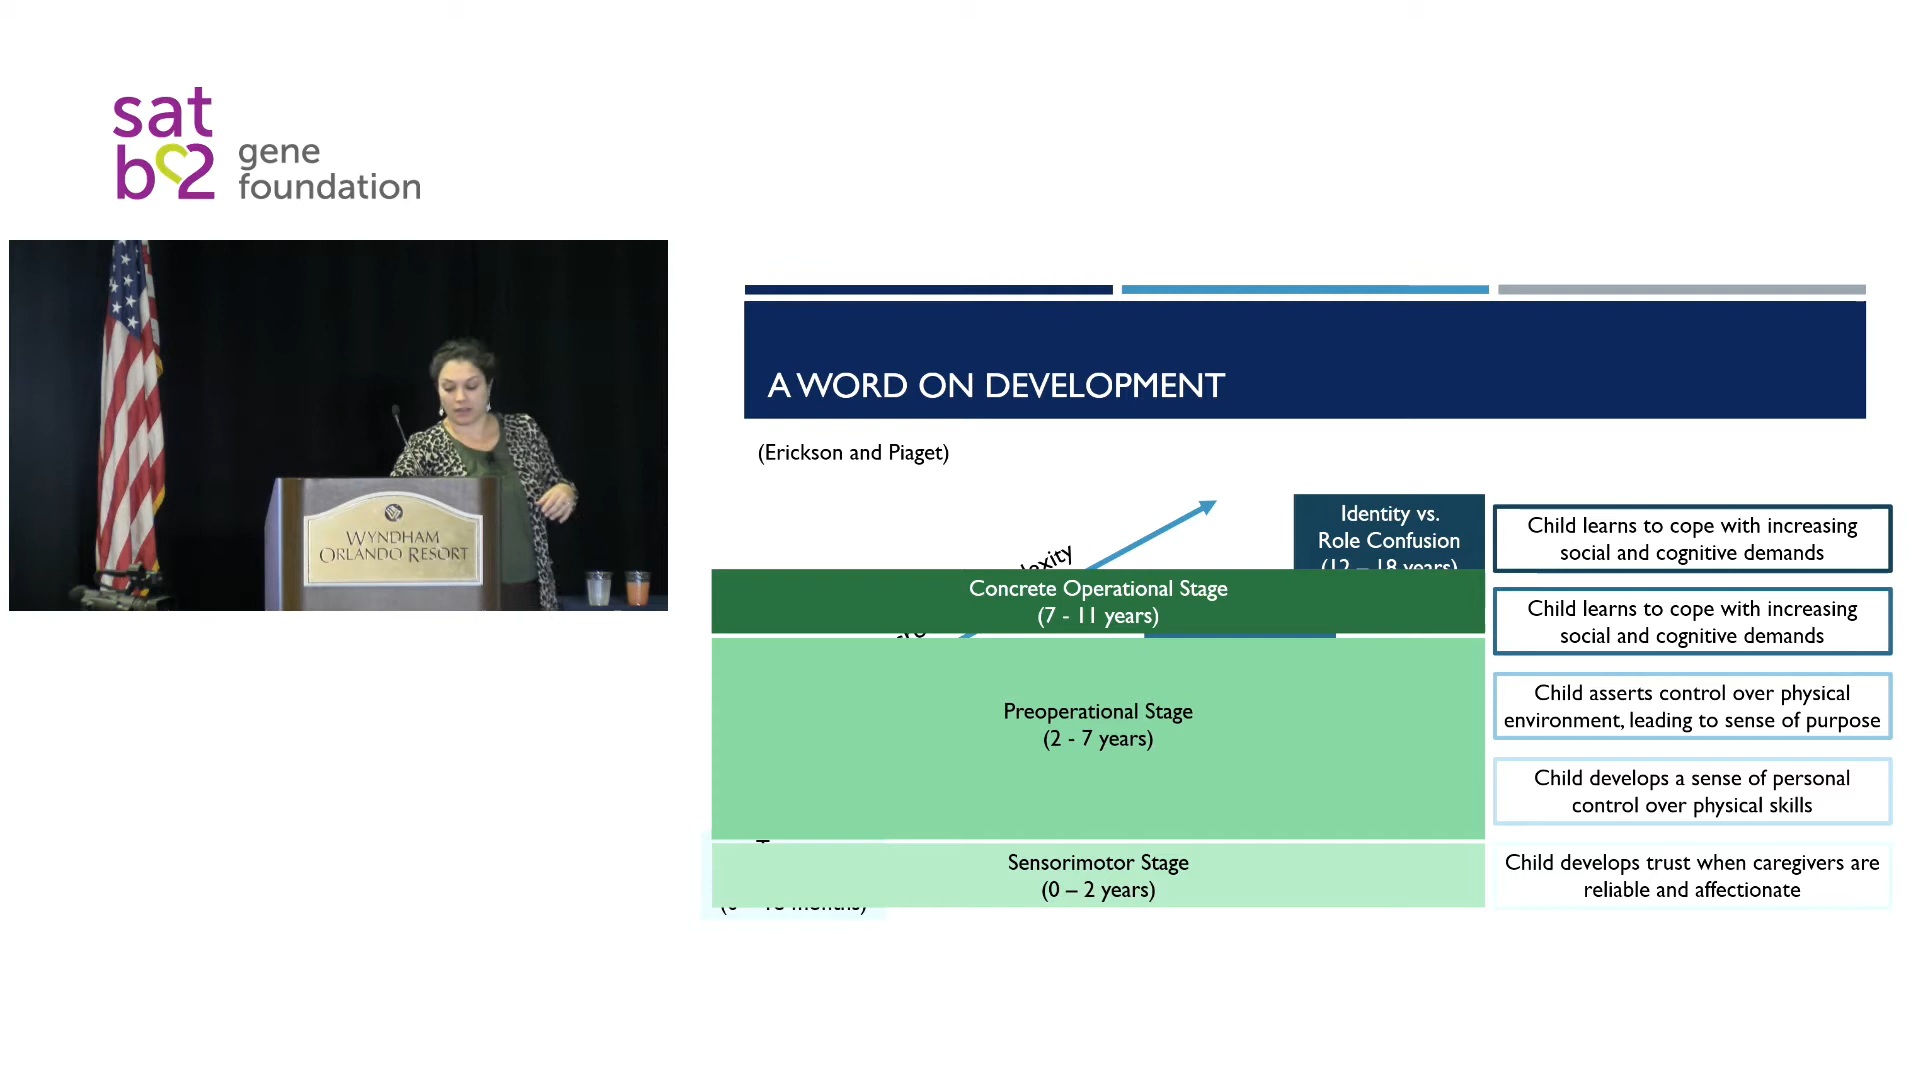 sat
b2 gene
foundation
WYNDHAM
ORLANDO RESORT
A WORD ON DEVELOPMENT
(Erickson and Piaget)
Identity vs.
Role Confusion
(12 – 18 years)
Concrete Operational Stage
(7 - 11 years)
Preoperational Stage
(2 - 7 years)
Sensorimotor Stage
(0 – 2 years)
Child learns to cope with increasing
social and cognitive demands
Child learns to cope with increasing
social and cognitive demands
Child asserts control over physical
environment, leading to sense of purpose
Child develops a sense of personal
control over physical skills
Child develops trust when caregivers are
reliable and affectionate